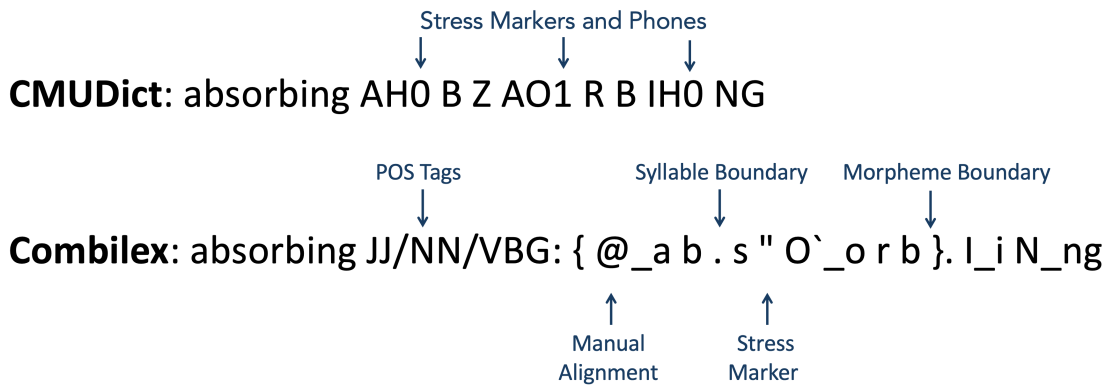 Stress Markers and Phones
CMUDict: absorbing AH0 B Z AO1 R B IH0 NG
POS Tags
Syllable Boundary
Morpheme Boundary
Combilex: absorbing JJ/NN/VBG: { @_a b . s " O`_o r b }. I_i N_ng
Manual
Alignment
Stress
Marker